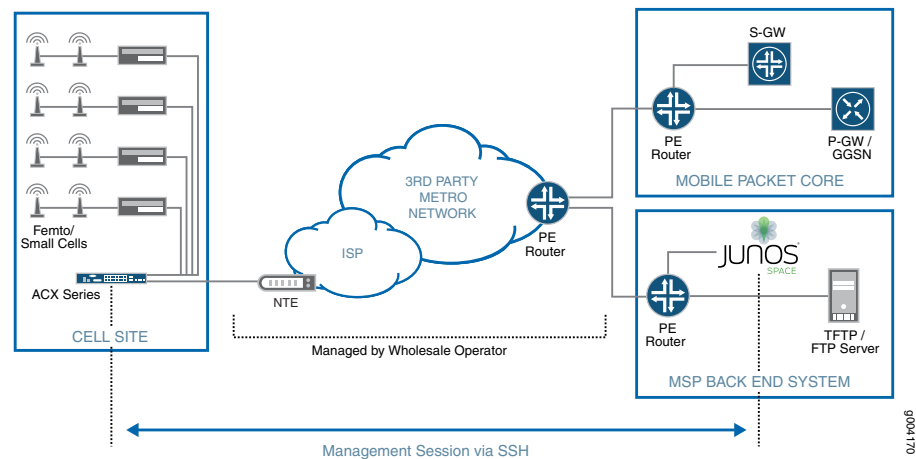 Femto/
Small Cells
ACX Series
CELL SITE
NTE
ISP
3RD PARTY
METRO
NETWORK
PE
Router
Managed by Wholesale Operator
S-GW
PE
Router
P-GW /
GGSN
MOBILE PACKET CORE
JUNOS
SPACE
PE
Router
TFTP /
FTP Server
MSP BACK END SYSTEM
Management Session via SSH
g004170